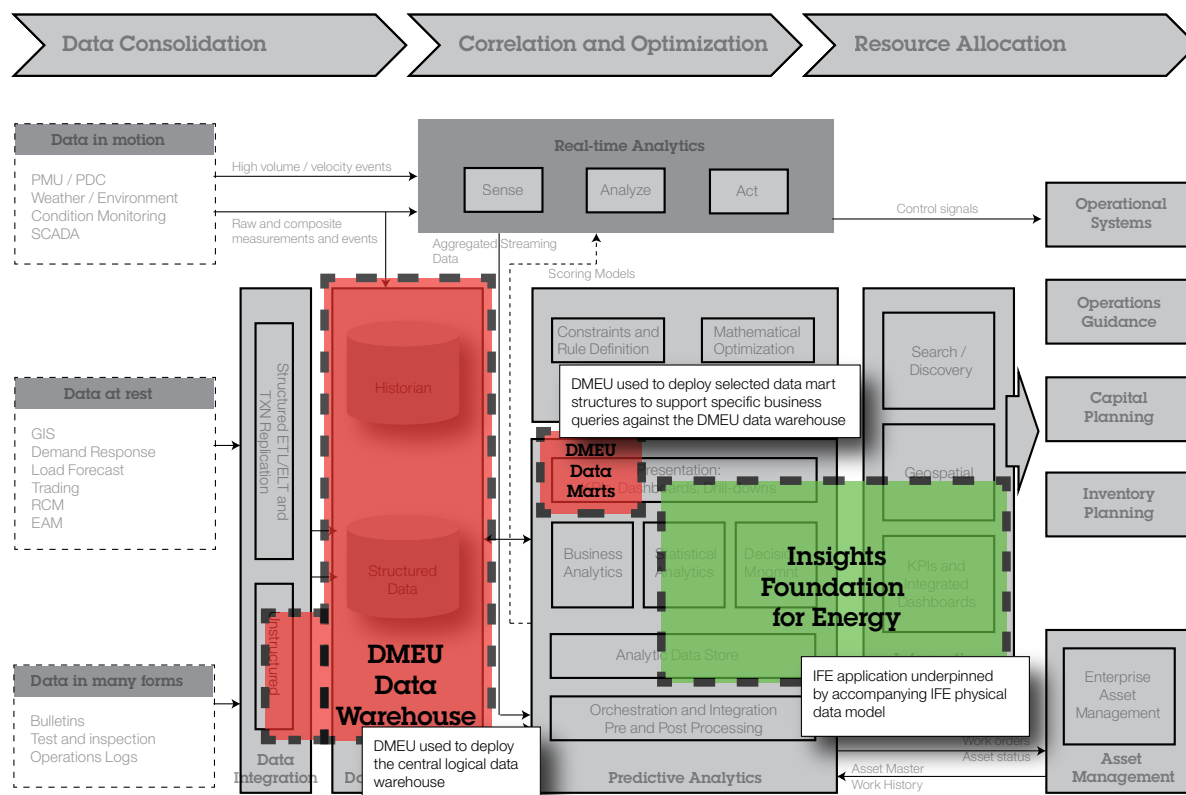 Data Consolidation
Correlation and Optimization
Resource Allocation
Data in motion
PMU / PDC
Weather / Environment
Condition Monitoring
SCADA
High volume / velocity events
Raw and composite
measurements and events
Real-time Analytics
Sense
Analyze
Act
Aggregated Streaming
Data
Scoring Models
Control signals
Operational
Systems
Operations
Guidance
Capital
Planning
Inventory
Planning
Data at rest
GIS
Demand Response
Load Forecast
Trading
RCM
EAM
Structured ETL/ELT and
TXN Replication
Historian
Structured
Data
Constraints and
Rule Definition
Mathematical
Optimization
Search /
Discovery
DMEU used to deploy selected data mart
structures to support specific business
queries against the DMEU data warehouse
DMEU
Data
Marts
Presentation:
Dashboards, Drill-downs
Geospatial
Business
Analytics
Statistical
Analytics
Decision
Mngmnt
KPIs and
Integrated
Dashboards
Insights
Foundation
for Energy
Analytic Data Store
Orchestration and Integration
Pre and Post Processing
Predictive Analytics
IFE application underpinned
by accompanying IFE physical
data model
Data in many forms
Bulletins
Test and inspection
Operations Logs
Unstructured
Data
Integration
DMEU
Data
Warehouse
DMEU used to deploy
the central logical data
warehouse
Work orders
Asset status
Asset Master
Work History
Enterprise
Asset
Management
Asset
Management